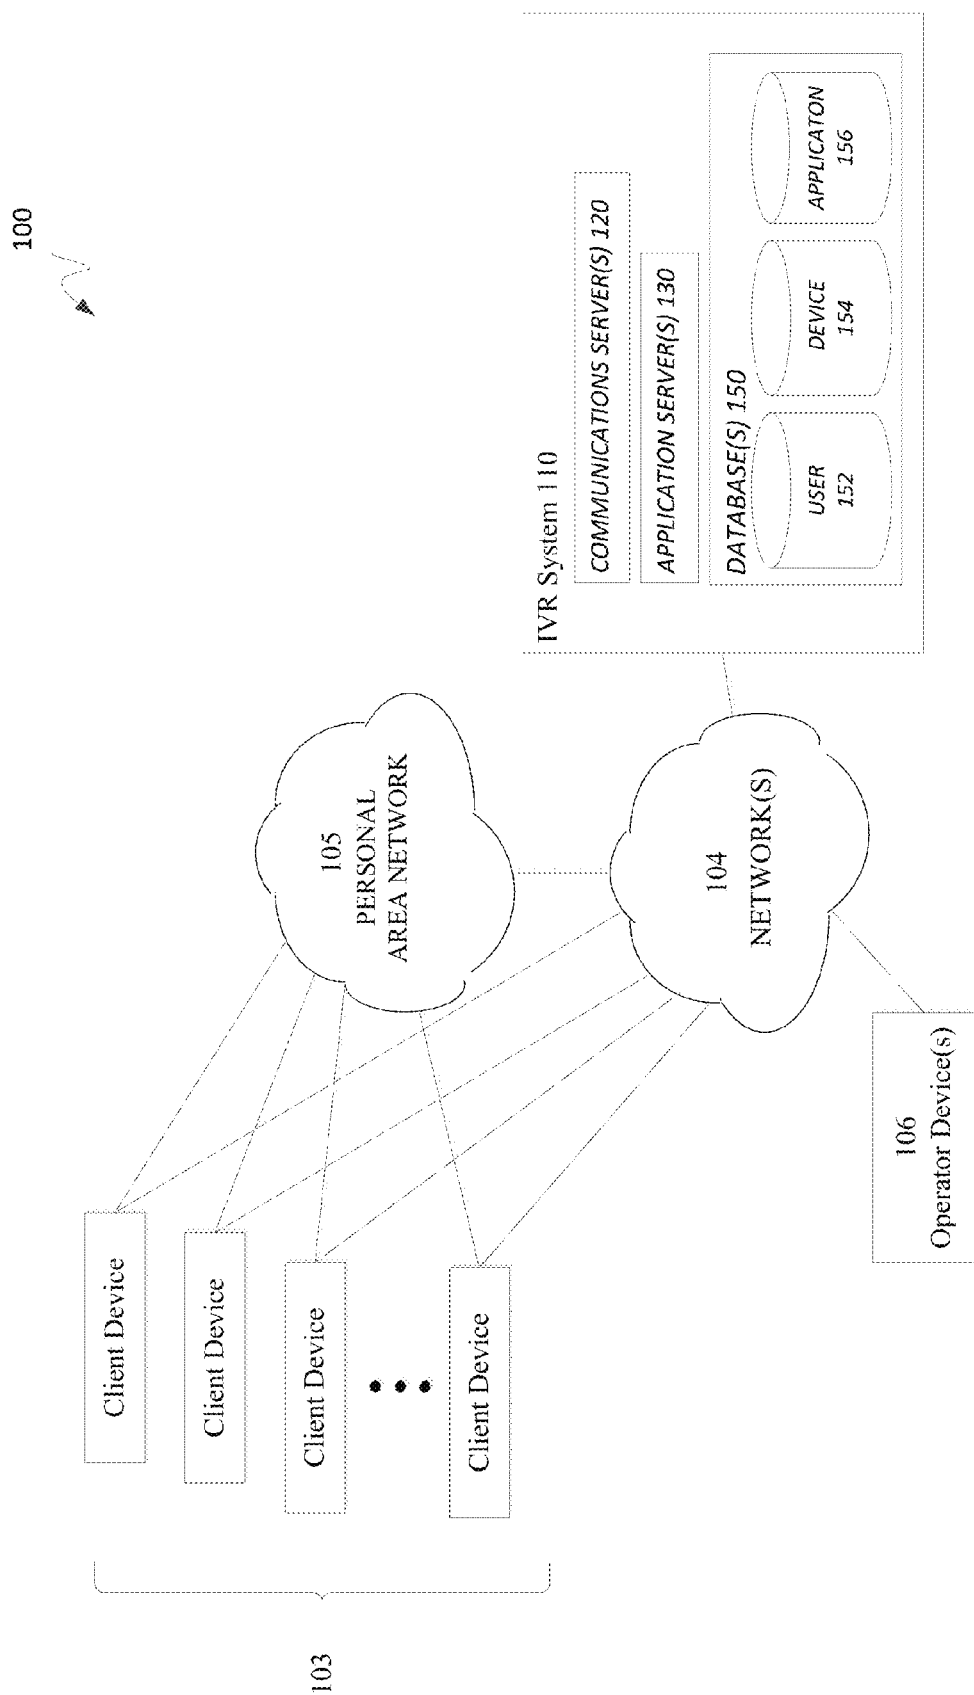 100
103
Client Device
Client Device
Client Device
Client Device
105
PERSONAL
AREA NETWORK
104
NETWORK(S)
106
Operator Device(s)
IVR System 110
COMMUNICATIONS SERVER(S) 120
APPLICATION SERVER(S) 130
DATABASE(S) 150
USER
152
DEVICE
154
APPLICATON
156